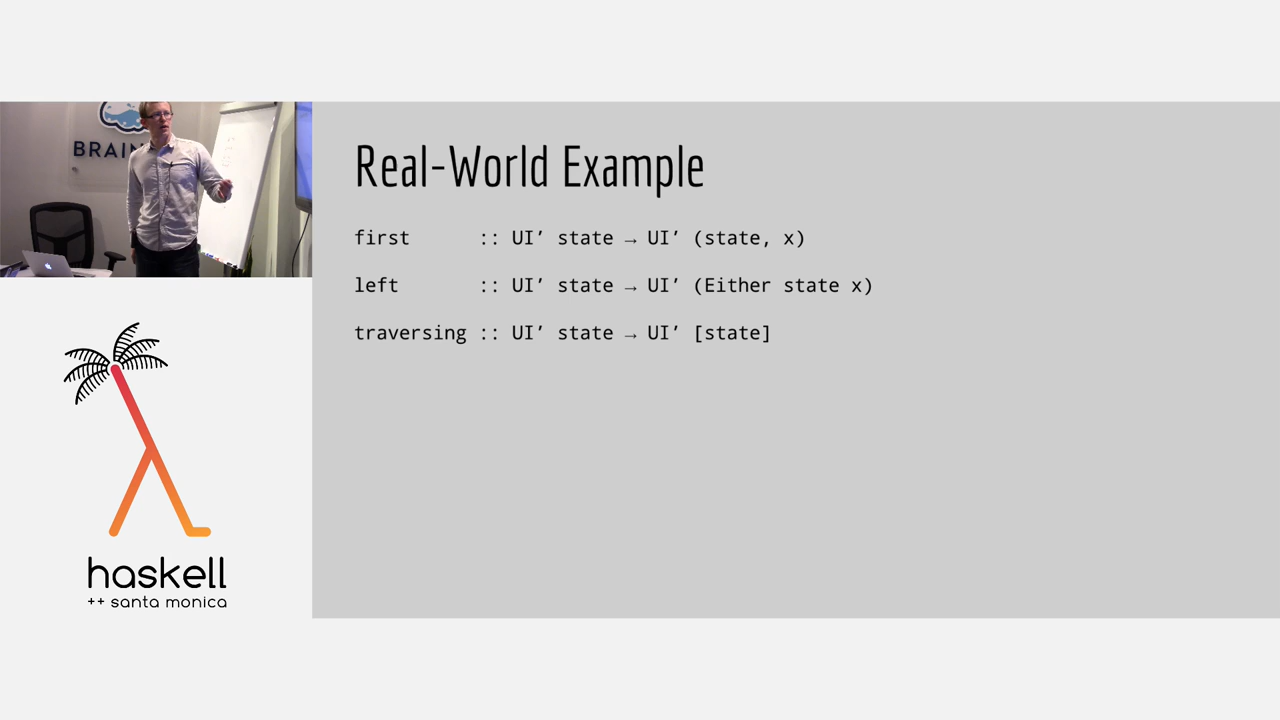 BRAIN
Real-World Example
first :: UI’ state → UI’ (state, x)
left :: UI’ state → UI’ (Either state x)
traversing :: UI’ state → UI’ [state]
haskell
++ santa monica